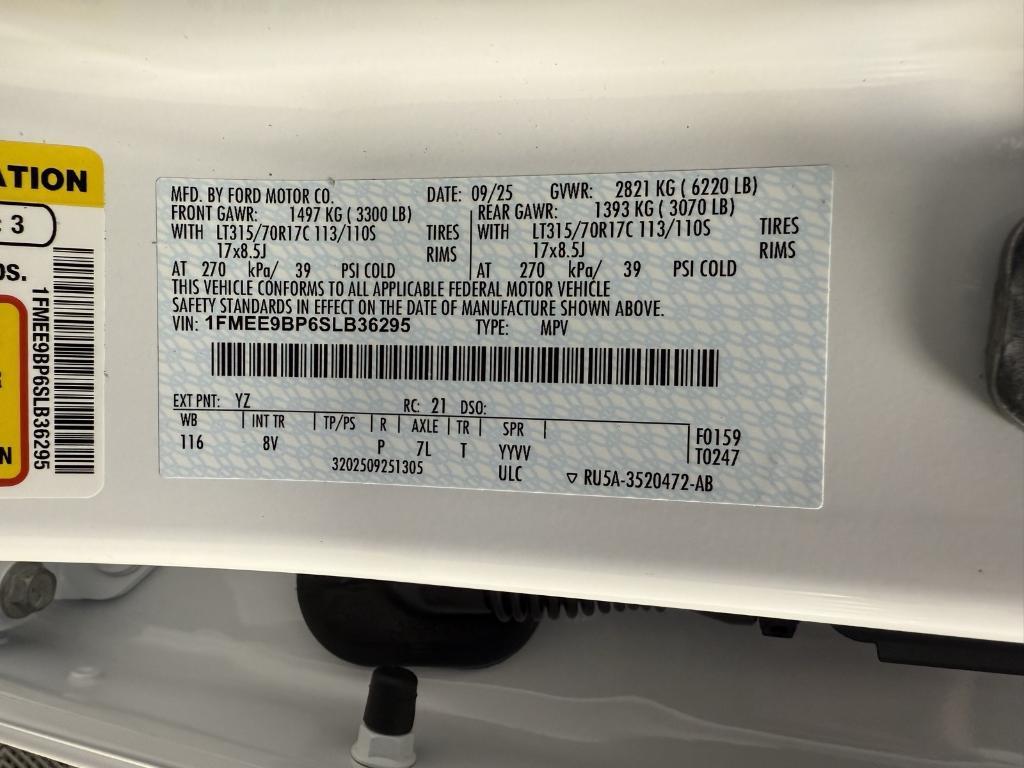 ATION
3
OS.
1FMEE9BP6SLB36295
N
MFD. BY FORD MOTOR CO. DATE: 09/25 GVWR: 2821 KG ( 6220 LB)
FRONT GAWR: 1497 KG ( 3300 LB) REAR GAWR: 1393 KG ( 3070 LB)
WITH LT315/70R17C 113/110S TIRES WITH LT315/70R17C 113/110S TIRES
17x8.5J RIMS 17x8.5J RIMS
AT 270 kPa/ 39 PSI COLD AT 270 kPa/ 39 PSI COLD
THIS VEHICLE CONFORMS TO ALL APPLICABLE FEDERAL MOTOR VEHICLE
SAFETY STANDARDS IN EFFECT ON THE DATE OF MANUFACTURE SHOWN ABOVE.
VIN: 1FMEE9BP6SLB36295 TYPE: MPV
EXT PNT: YZ RC: 21 DSO:
WB INT TR TP/PS R AXLE TR SPR F0159
116 8V P 7L T YYVV T0247
3202509251305 ULC ▽ RU5A-3520472-AB